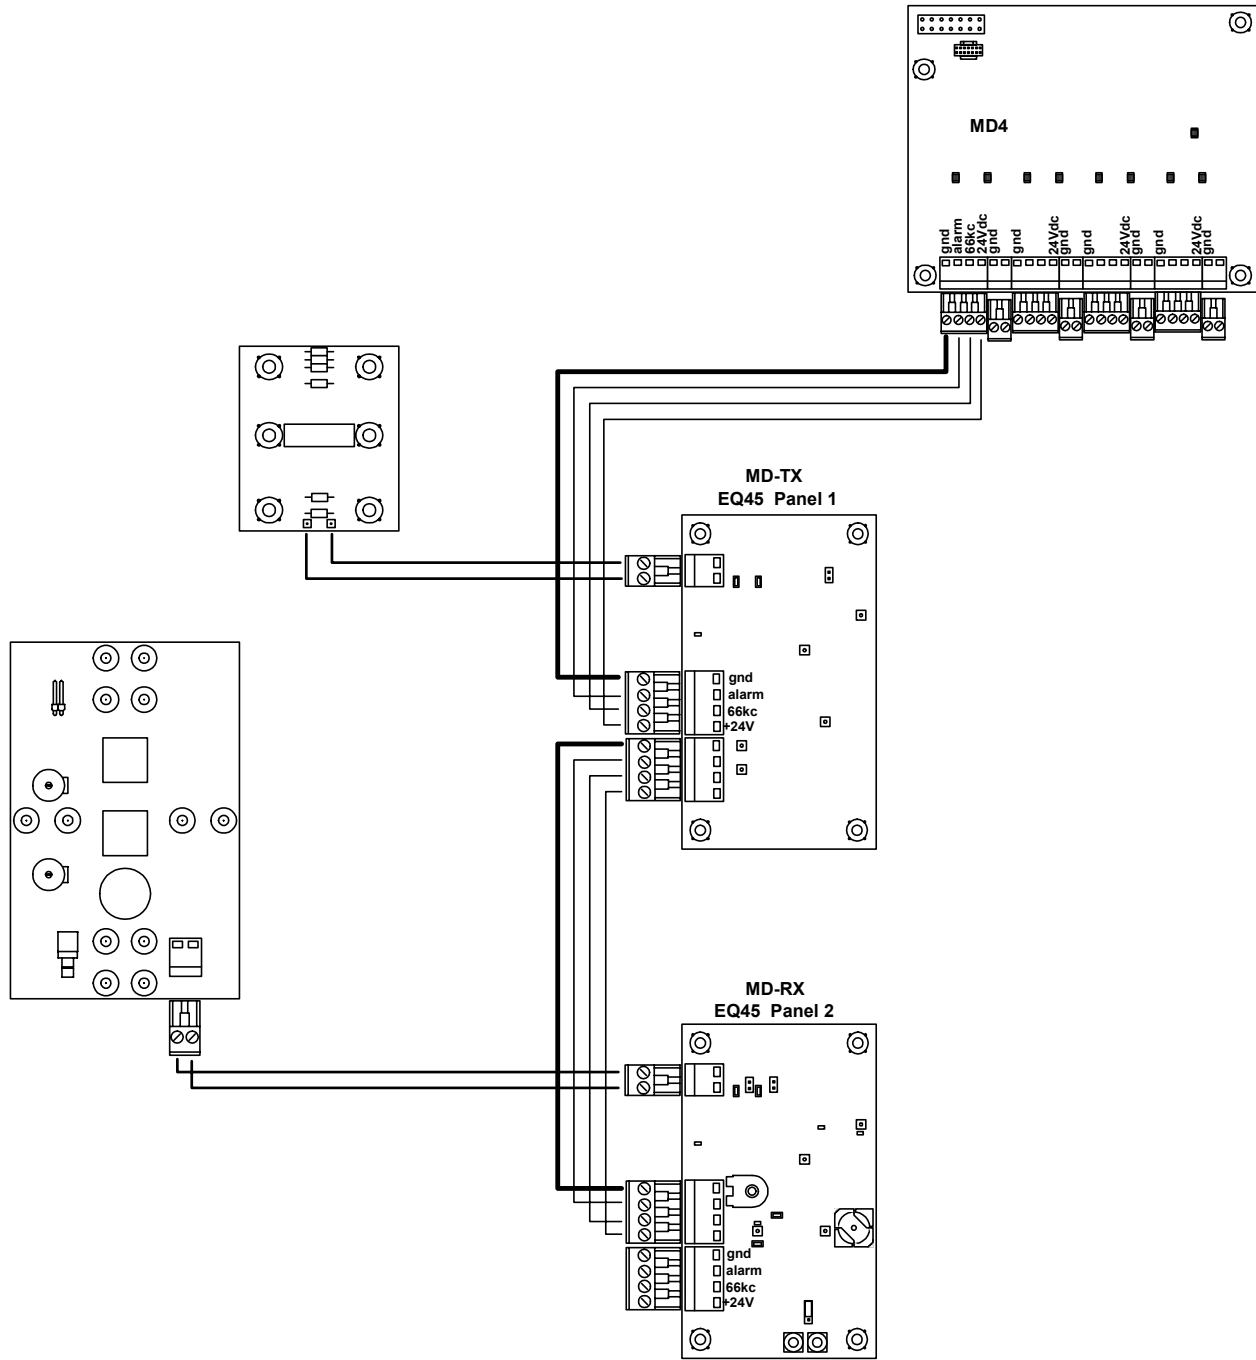 MD4
gnd
alarm
66kc
24Vdc
gnd
gnd
24Vdc
gnd
gnd
24Vdc
gnd
gnd
24Vdc
gnd
MD-TX
EQ45 Panel 1
gnd
alarm
66kc
+24V
MD-RX
EQ45 Panel 2
gnd
alarm
66kc
+24V